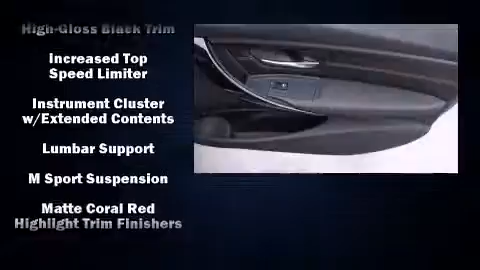 High-Gloss Black Trim
Increased Top
Speed Limiter
Instrument Cluster
w/Extended Contents
Lumbar Support
M Sport Suspension
Matte Coral Red
Highlight Trim Finishers